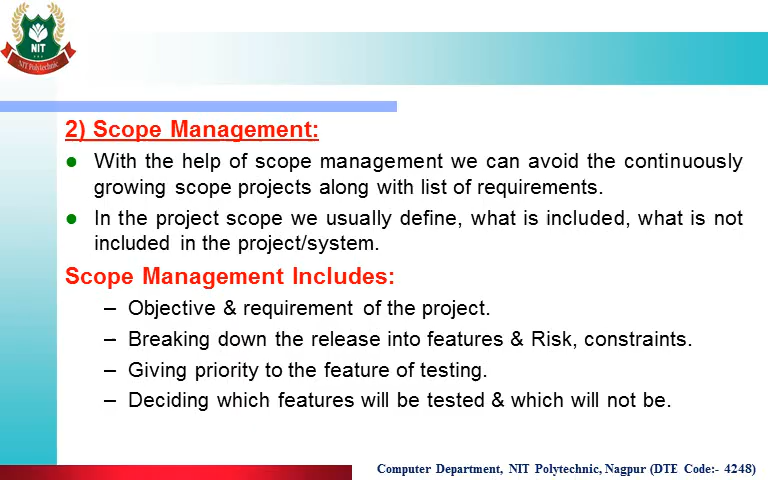 NIT
NIT Polytechnic
2) Scope Management:
● With the help of scope management we can avoid the continuously
growing scope projects along with list of requirements.
● In the project scope we usually define, what is included, what is not
included in the project/system.
Scope Management Includes:
– Objective & requirement of the project.
– Breaking down the release into features & Risk, constraints.
– Giving priority to the feature of testing.
– Deciding which features will be tested & which will not be.
Computer Department, NIT Polytechnic, Nagpur (DTE Code:- 4248)